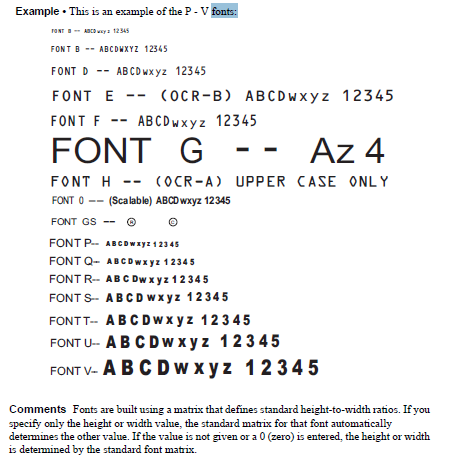 Example • This is an example of the P - V fonts:
FONT B -- ABCDwxyz 12345
FONT D -- ABCDwxyz 12345
FONT E -- (OCR-B) ABCDwxyz 12345
FONT F -- ABCDwxyz 12345
FONT G -- Az 4
FONT H -- (OCR-A) UPPER CASE ONLY
FONT 0 -- (Scalable) ABCDwxyz 12345
FONT GS -- ® ©
FONT P-- ABCDwxyz 12345
FONT Q-- ABCDwxyz 12345
FONT R-- ABCDwxyz 12345
FONT S-- ABCDwxyz 12345
FONT T-- ABCDwxyz 12345
FONT U-- ABCDwxyz 12345
FONT V-- ABCDwxyz 12345
Comments Fonts are built using a matrix that defines standard height-to-width ratios. If you
specify only the height or width value, the standard matrix for that font automatically
determines the other value. If the value is not given or a 0 (zero) is entered, the height or width
is determined by the standard font matrix.